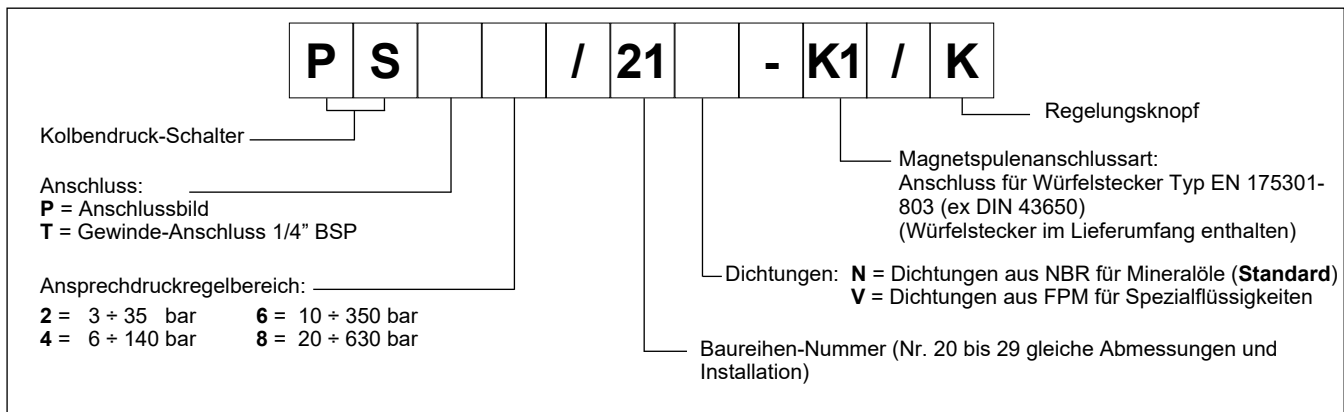 P S / 21 - K1 / K
Regelungsknopf
Kolbendruck-Schalter
Magnetspulenanschlussart:
Anschluss für Würfelstecker Typ EN 175301-
803 (ex DIN 43650)
(Würfelstecker im Lieferumfang enthalten)
Anschluss:
P = Anschlussbild
T = Gewinde-Anschluss 1/4” BSP
Dichtungen: N = Dichtungen aus NBR für Mineralöle (Standard)
V = Dichtungen aus FPM für Spezialflüssigkeiten
Ansprechdruckregelbereich:
2 = 3 ÷ 35 bar 6 = 10 ÷ 350 bar
4 = 6 ÷ 140 bar 8 = 20 ÷ 630 bar
Baureihen-Nummer (Nr. 20 bis 29 gleiche Abmessungen und
Installation)